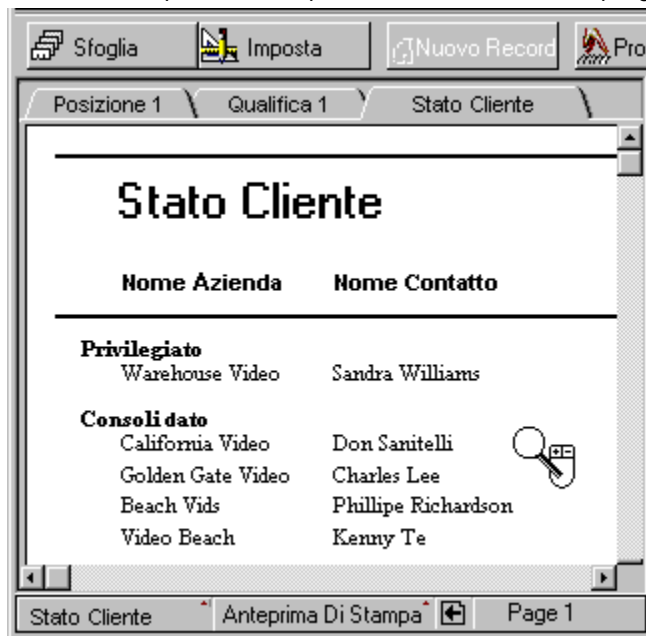 Sfoglia Imposta Nuovo Record Pro
Posizione 1 Qualifica 1 Stato Cliente
Stato Cliente
Nome Azienda Nome Contatto
Privilegiato
Warehouse Video Sandra Williams
Consolidato
California Video Don Sanitelli
Golden Gate Video Charles Lee
Beach Vids Phillipe Richardson
Video Beach Kenny Te
Stato Cliente Anteprima Di Stampa Page 1